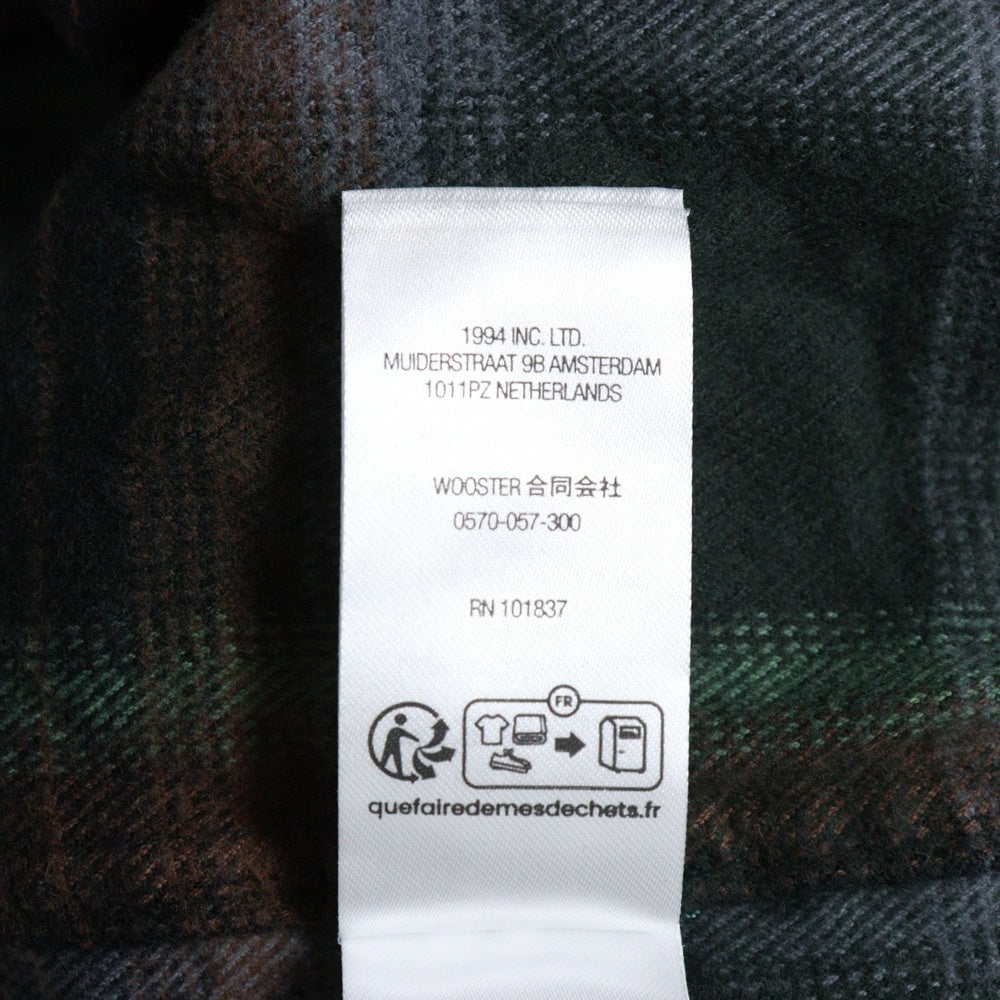 1994 INC. LTD.
MUIDERSTRAAT 9B AMSTERDAM
1011PZ NETHERLANDS
WOOSTER 合同会社
0570-057-300
RN 101837
FR
quefairedemesdechets.fr